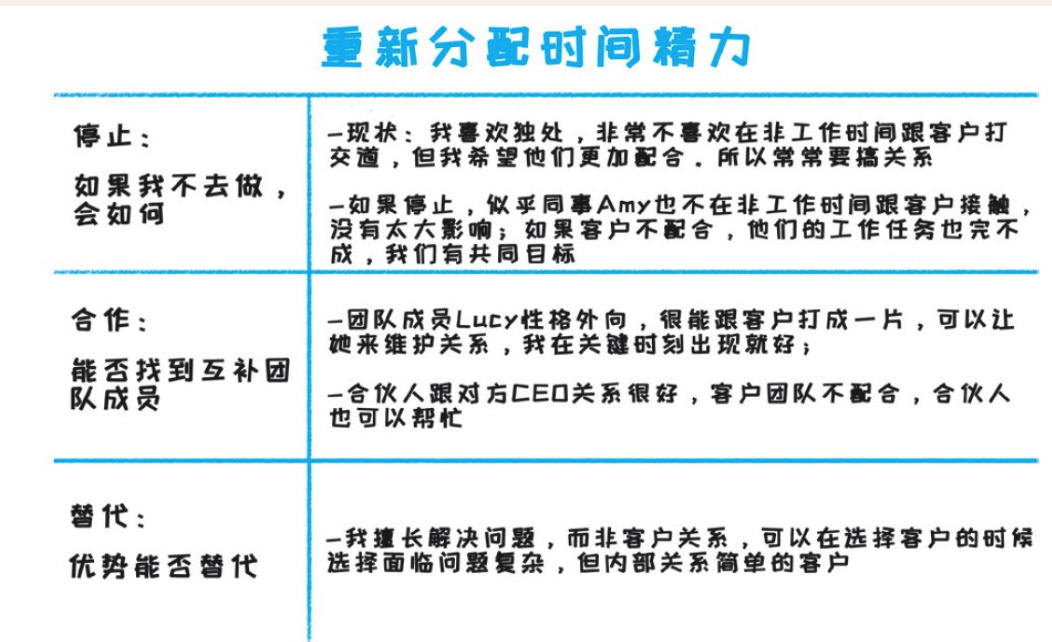 重新分配时间精力
停止：
如果我不去做，
会如何
–现状：我喜欢独处，非常不喜欢在非工作时间跟客户打
交道，但我希望他们更加配合．所以常常要搞关系
–如果停止，似乎同事Amy也不在非工作时间跟客户接触，
没有太大影响；如果客户不配合，他们的工作任务也完不
成，我们有共同目标
合作：
能否找到互补团
队成员
–团队成员Lucy性格外向，很能跟客户打成一片，可以让
她来维护关系，我在关键时刻出现就好；
–合伙人跟对方CEO关系很好，客户团队不配合，合伙人
也可以帮忙
替代：
优势能否替代
–我擅长解决问题，而非客户关系，可以在选择客户的时候
选择面临问题复杂，但内部关系简单的客户